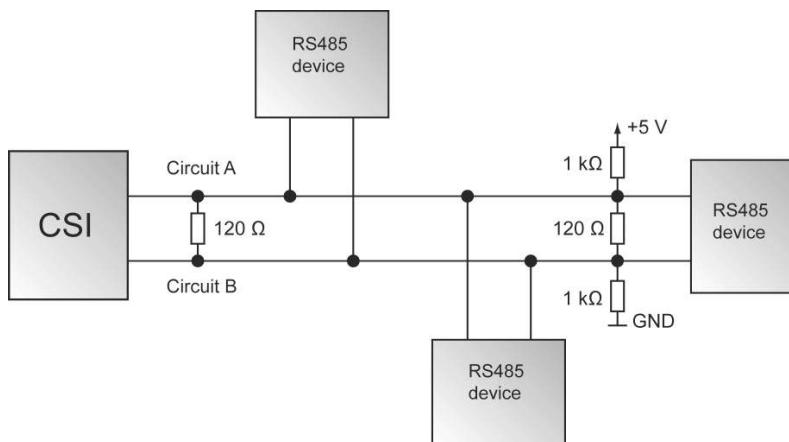 RS485
device
+5 V
1 kΩ
Circuit A
CSI
120 Ω
120 Ω
RS485
device
Circuit B
1 kΩ
GND
RS485
device